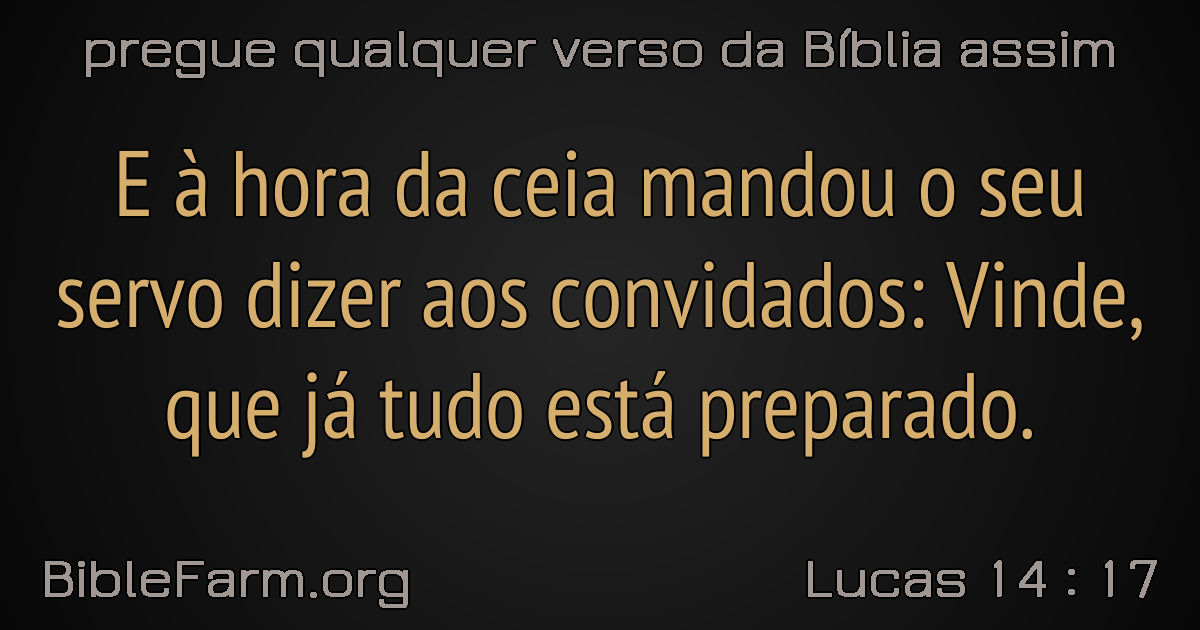 pregue qualquer verso da Bíblia assim
E à hora da ceia mandou o seu
servo dizer aos convidados: Vinde,
que já tudo está preparado.
BibleFarm.org
Lucas 14 : 17